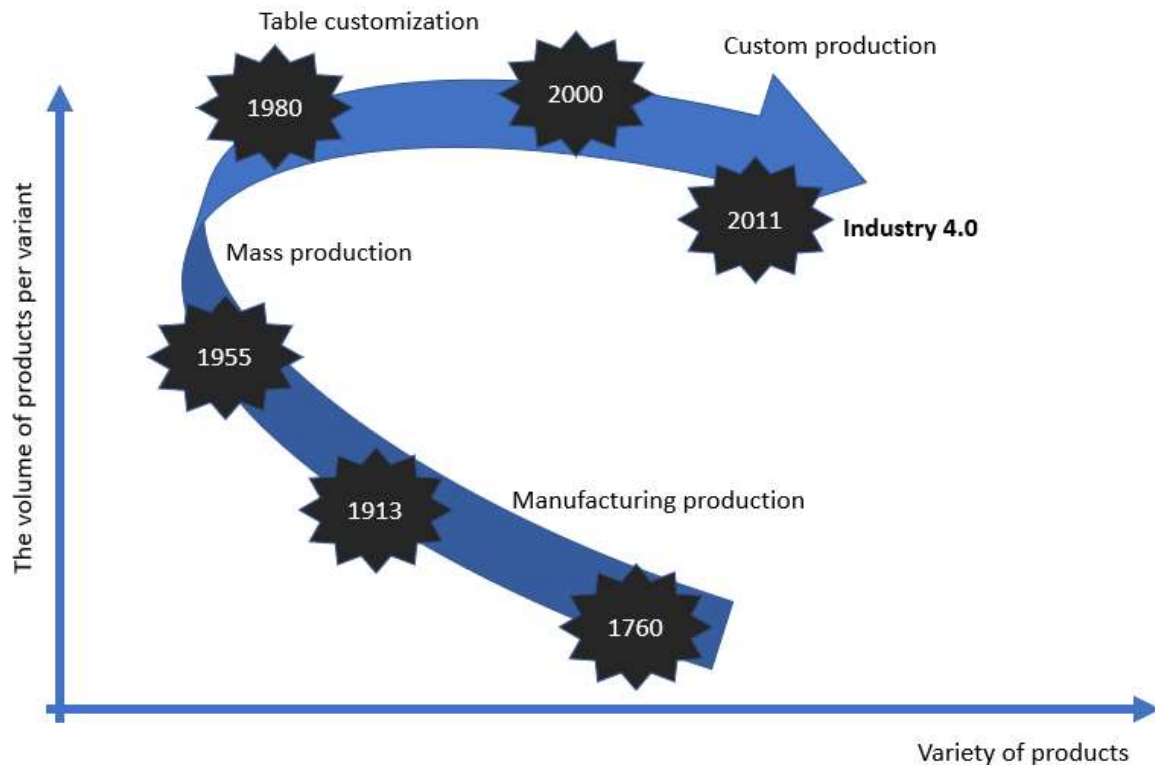 Table customization
Custom production
1980
2000
2011
Industry 4.0
Mass production
The volume of products per variant
1955
1913
Manufacturing production
1760
Variety of products